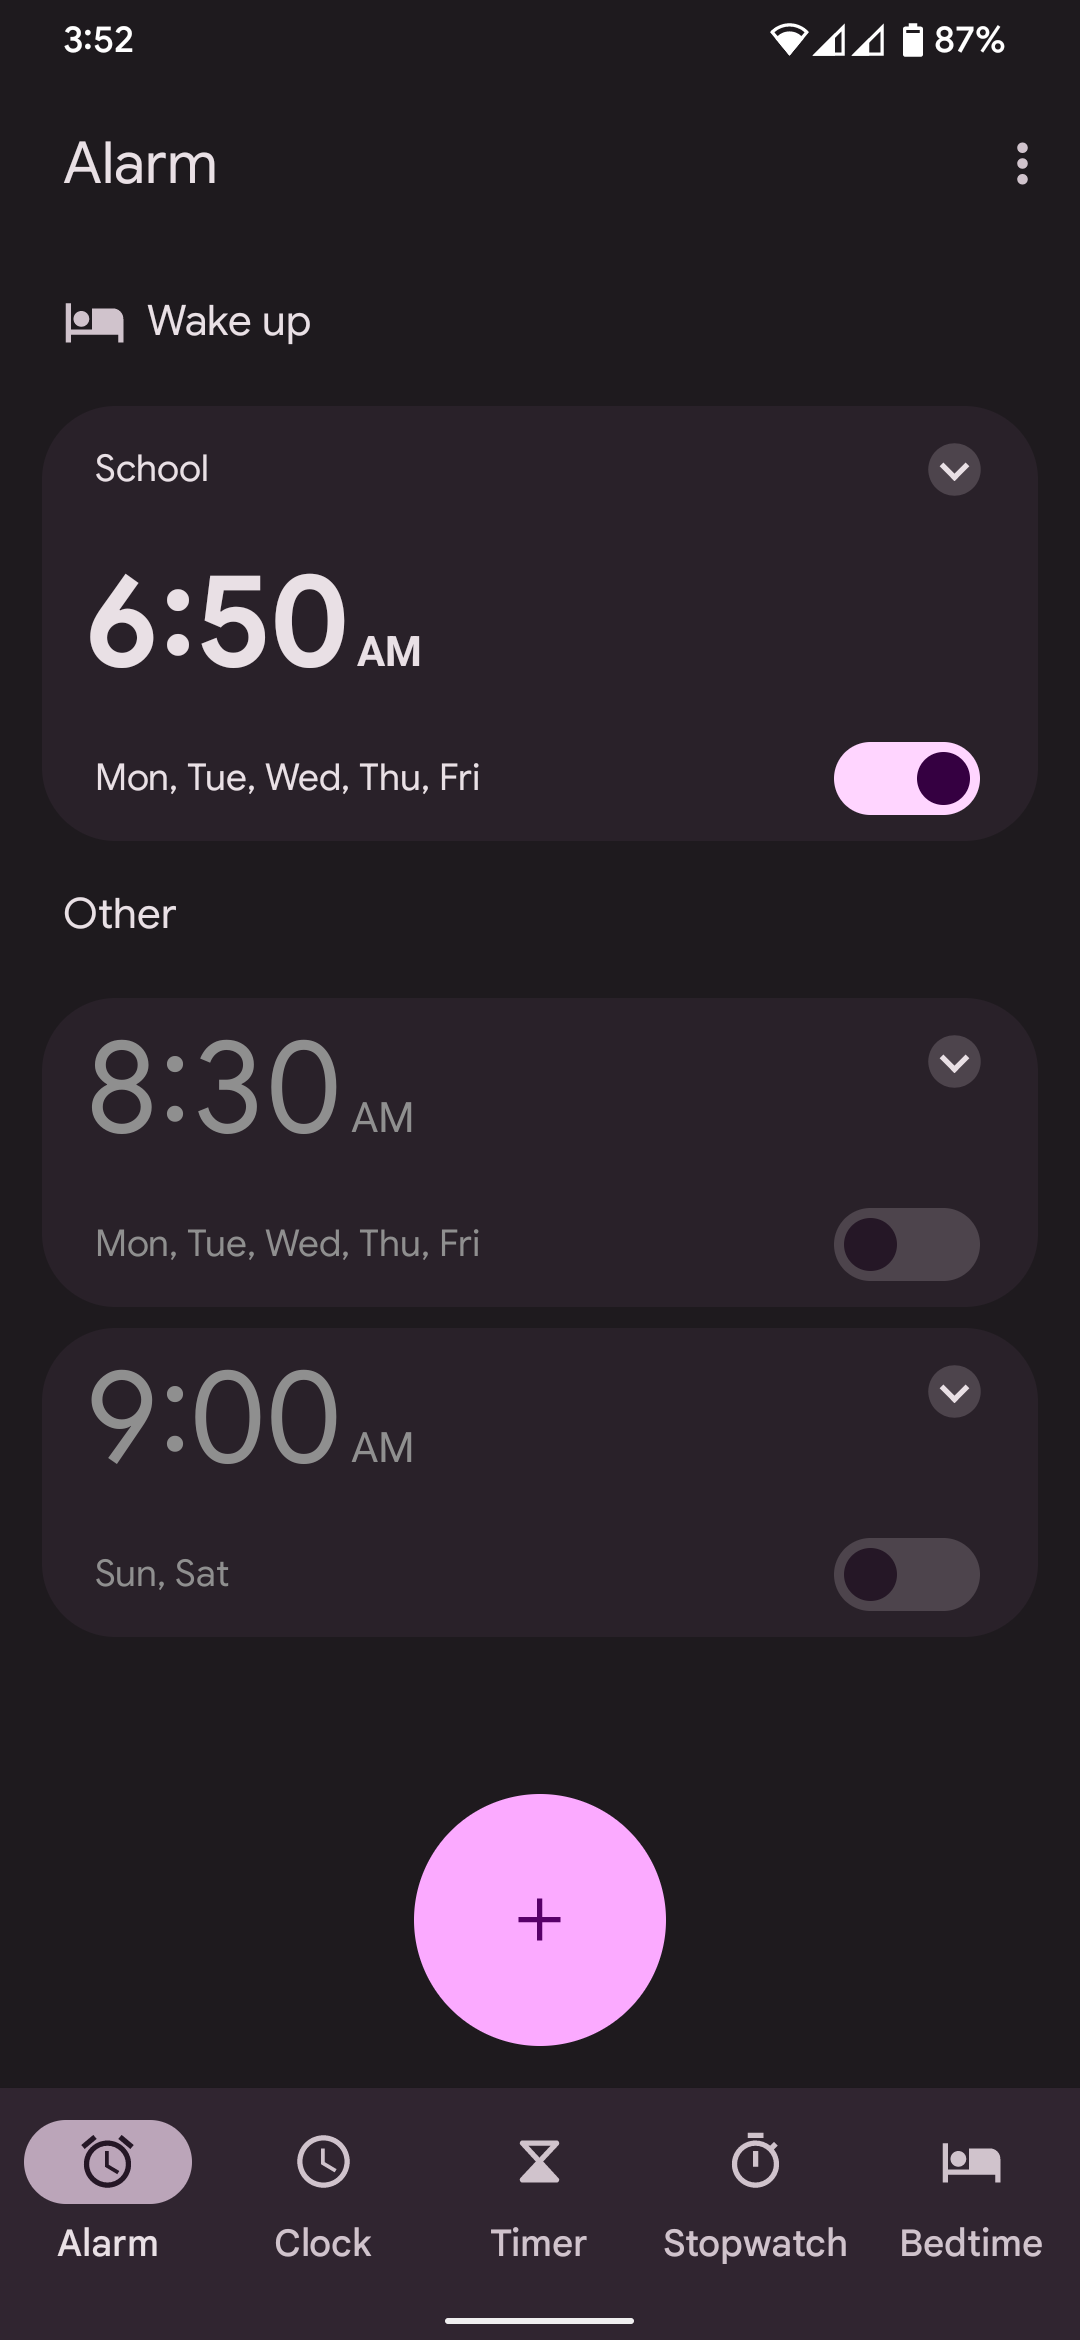 3:52 87%
Alarm
Wake up
School
6:50 AM
Mon, Tue, Wed, Thu, Fri
Other
8:30 AM
Mon, Tue, Wed, Thu, Fri
9:00 AM
Sun, Sat
Alarm Clock Timer Stopwatch Bedtime